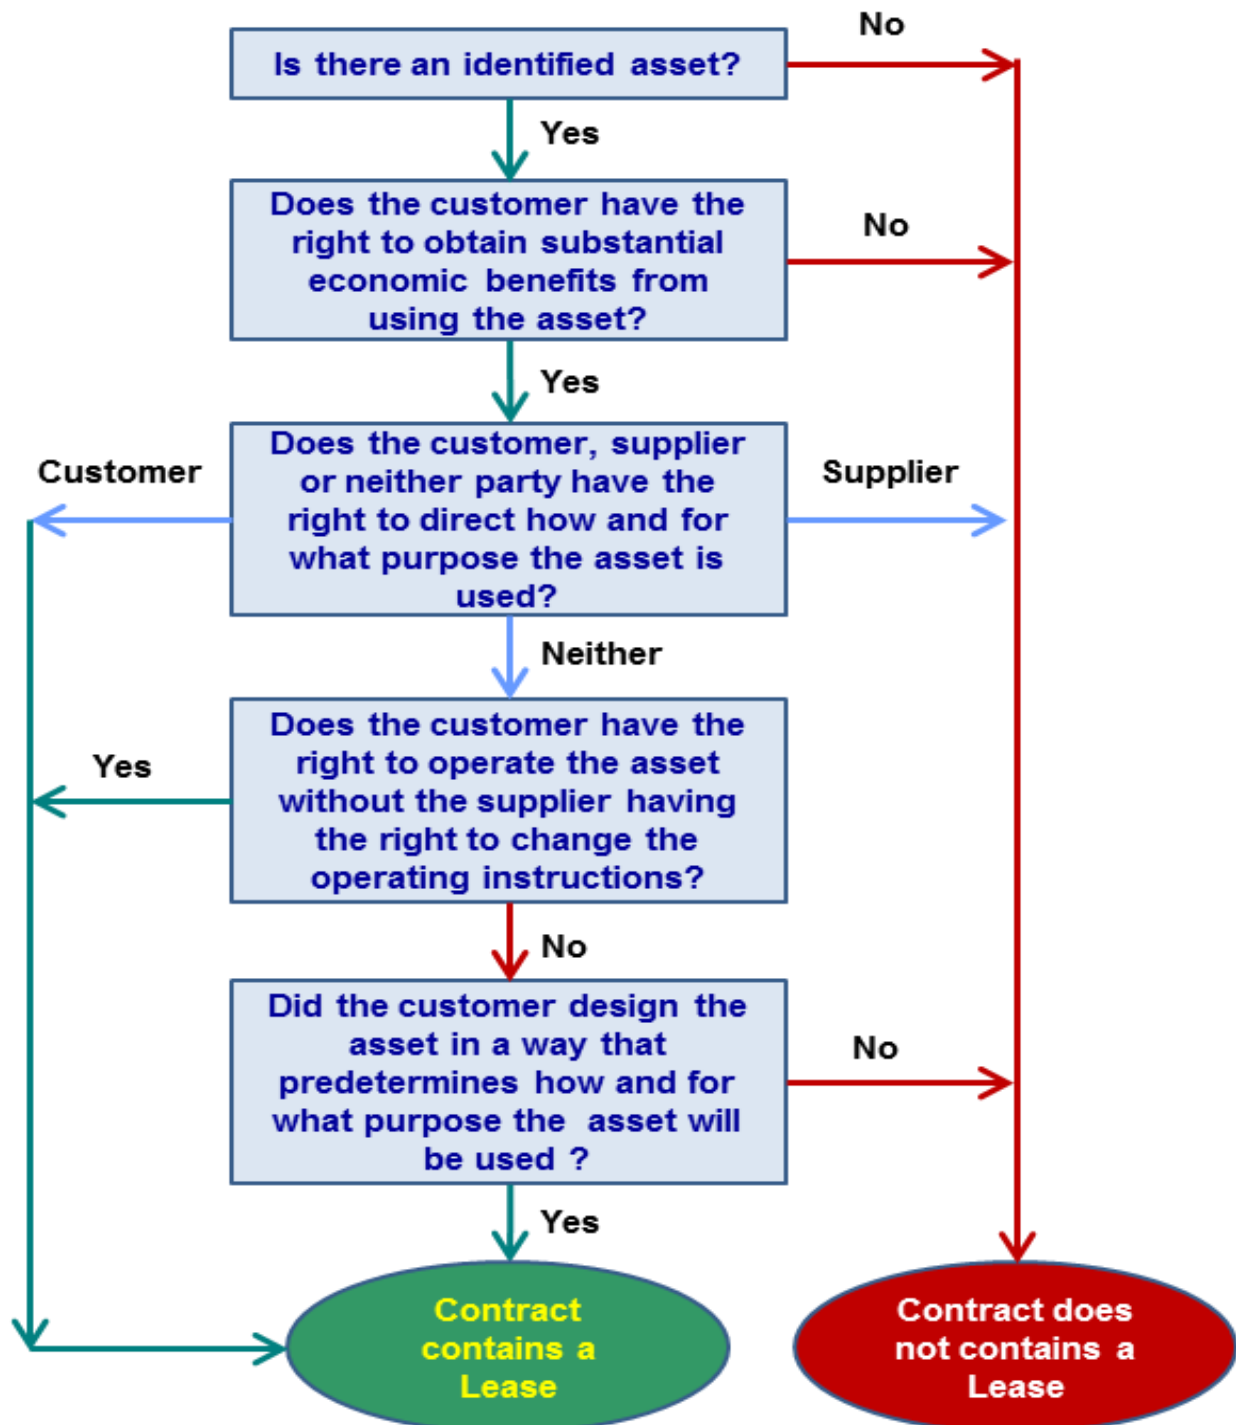 No
Is there an identified asset?
Yes
Does the customer have the
right to obtain substantial
economic benefits from
using the asset?
No
Yes
Does the customer, supplier
or neither party have the
right to direct how and for
what purpose the asset is
used?
Customer
Supplier
Neither
Does the customer have the
right to operate the asset
without the supplier having
the right to change the
operating instructions?
Yes
No
Did the customer design the
asset in a way that
predetermines how and for
what purpose the asset will
be used ?
No
Yes
Contract
contains a
Lease
Contract does
not contains a
Lease